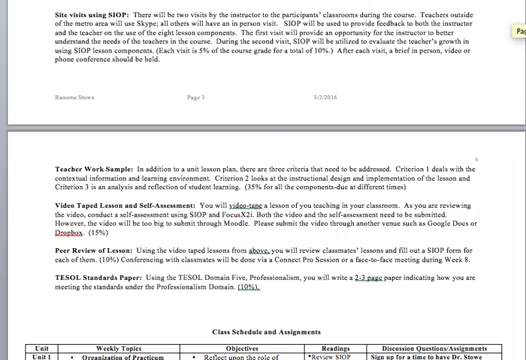 Site visits using SIOP: There will be two visits by the instructor to the participants' classrooms during the course. Teachers outside
of the metro area will use Skype; all others will have an in person visit. SIOP will be used to provide feedback to both the instructor
and the teacher on the use of the eight lesson components. The first visit will provide an opportunity for the instructor to better
understand the needs of the teachers in the course. During the second visit, SIOP will be utilized to evaluate the teacher's growth in
using SIOP lesson components. (Each visit is 5% of the course grade for a total of 10%.) After each visit, a brief in person, video or
phone conference should be held.
Pag
Ramona Stowe Page 3 3/2/2016
4
Teacher Work Sample: In addition to a unit lesson plan, there are three criteria that need to be addressed. Criterion 1 deals with the
contextual information and learning environment. Criterion 2 looks at the instructional design and implementation of the lesson and
Criterion 3 is an analysis and reflection of student learning. (35% for all the components-due at different times)
Video Taped Lesson and Self-Assessment: You will video-tape a lesson of you teaching in your classroom. As you are reviewing
the video, conduct a self-assessment using SIOP and FocusX2i. Both the video and the self-assessment need to be submitted.
However, the video will be too big to submit through Moodle. Please submit the video through another venue such as Google Docs or
Dropbox. (15%)
Peer Review of Lesson: Using the video taped lessons from above, you will review classmates' lessons and fill out a SIOP form for
each of them. (10%) Conferencing with classmates will be done via a Connect Pro Session or a face-to-face meeting during Week 8.
TESOL Standards Paper: Using the TESOL Domain Five, Professionalism, you will write a 2-3 page paper indicating how you are
meeting the standards under the Professionalism Domain. (10%).
Class Schedule and Assignments
Unit Weekly Topics Objectives Readings Discussion Questions/Assignments
Unit 1 • Organization of Practicum • Reflect upon the role of *Review SIOP Sign up for a time to have Dr. Stowe